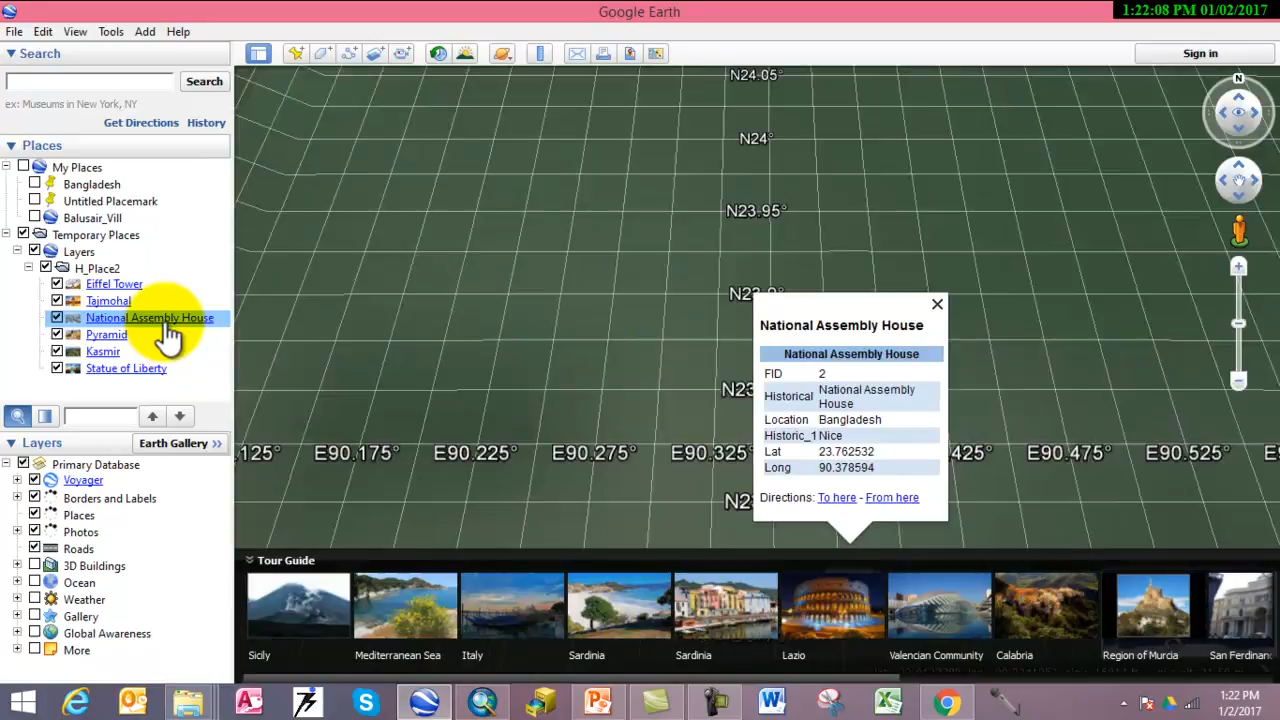 Google Earth
1:22:08 PM 01/02/2017
File Edit View Tools Add Help
Search
Sign in
Search
ex: Museums in New York, NY
Get Directions History
Places
My Places
Bangladesh
Untitled Placemark
Balusair_Vill
Temporary Places
Layers
H_Place2
Eiffel Tower
Tajmohal
National Assembly House
Pyramid
Kasmir
Statue of Liberty
Layers
Earth Gallery >>
Primary Database
Voyager
Borders and Labels
Places
Photos
Roads
3D Buildings
Ocean
Weather
Gallery
Global Awareness
More
N
N24.05°
N24°
N23.95°
N23.9
N23
N23
.125° E90.175° E90.225° E90.275° E90.325 E90.475° E90.525°
National Assembly House
National Assembly House
FID 2
Historical National Assembly
House
Location Bangladesh
Historic_1 Nice
Lat 23.762532
Long 90.378594
Directions: To here - From here
Tour Guide
Sicily Mediterranean Sea Italy Sardinia Sardinia Lazio Valencian Community Calabria Region of Murcia San Ferdinan
1:22 PM
1/2/2017